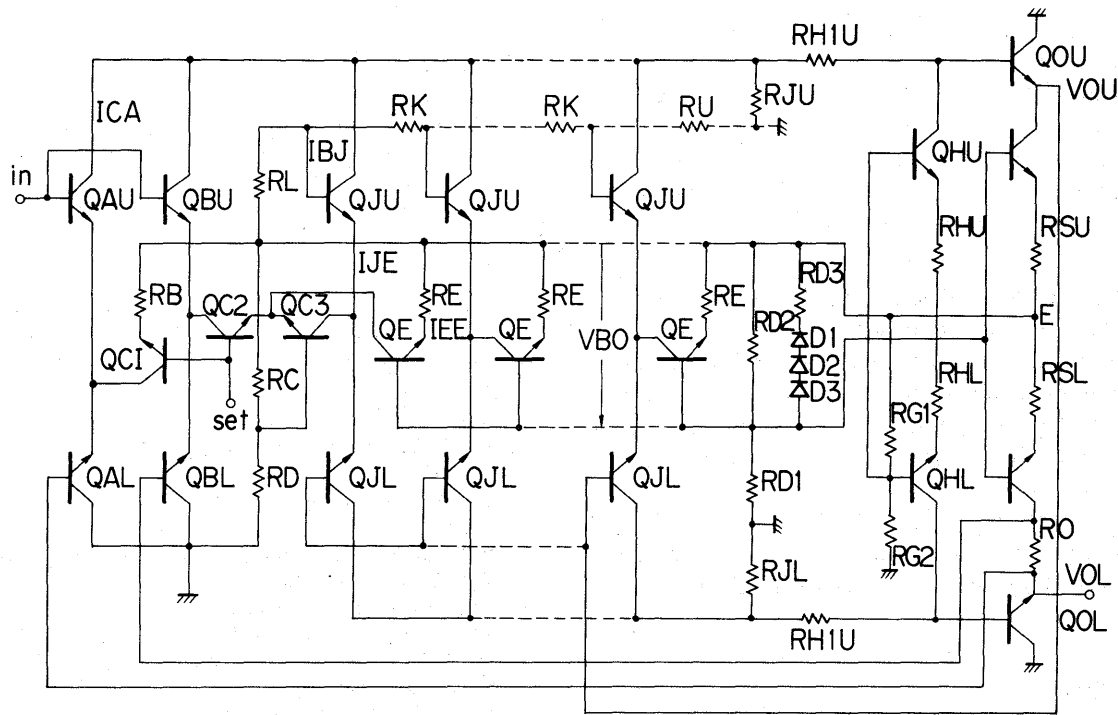 RH1U
QOU
VOU
ICA
RK
RK
RU
RJU
in
IBJ
QHU
QAU
QBU
RL
QJU
QJU
QJU
RHU
RSU
IJE
RB
QC2
QC3
RE
RE
RE
RD3
QE
IEE
QE
VBO
QE
RD2
D1
E
QCI
D2
RC
D3
RHL
RSL
set
RG1
QAL
QBL
RD
QJL
QJL
QJL
RD1
QHL
RG2
RO
RJL
VOL
RH1U
QOL